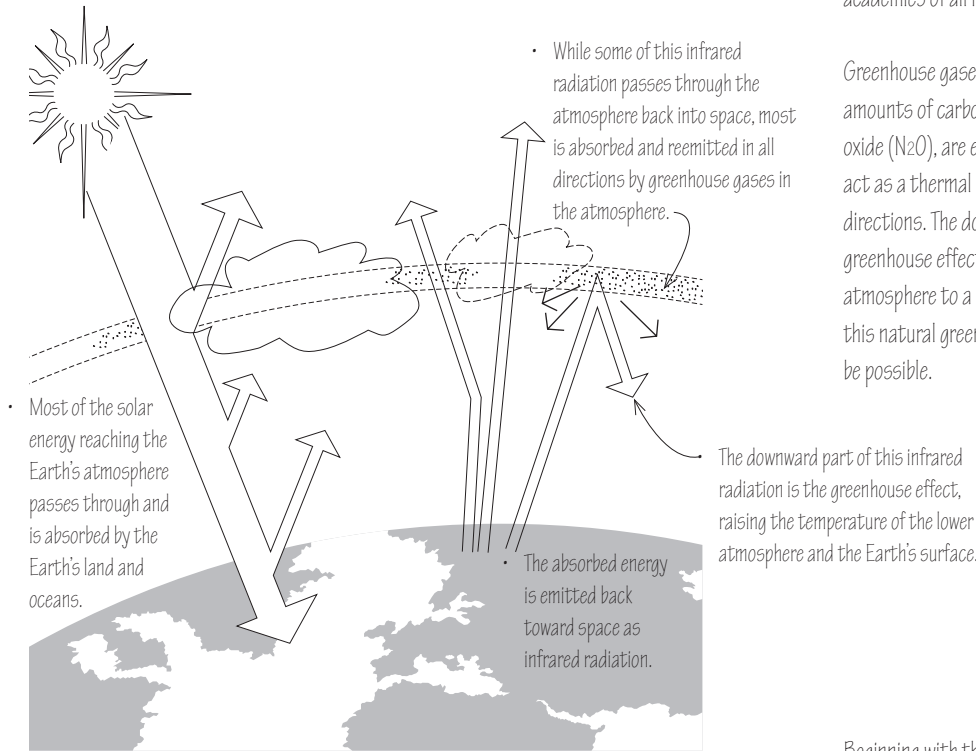 While some of this infrared
radiation passes through the
atmosphere back into space, most
is absorbed and reemitted in all
directions by greenhouse gases in
the atmosphere.
Most of the solar
energy reaching the
Earth's atmosphere
passes through and
is absorbed by the
Earth's land and
oceans.
The absorbed energy
is emitted back
toward space as
infrared radiation.
The downward part of this infrared
radiation is the greenhouse effect,
raising the temperature of the lower
atmosphere and the Earth's surface.
academies of all
Greenhouse gase
amounts of carbo
oxide (N2O), are e
act as a thermal
directions. The do
greenhouse effect
atmosphere to a
this natural green
be possible.
Beginning with th